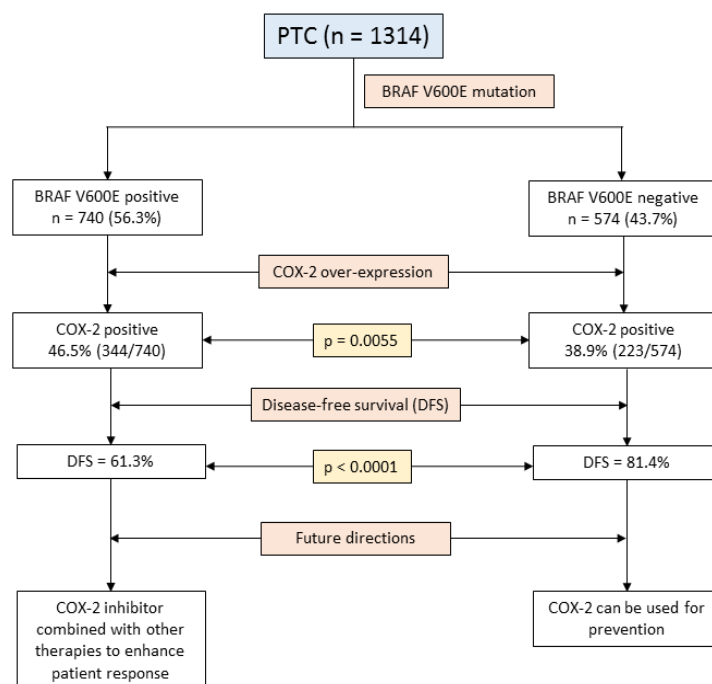 PTC (n = 1314)
BRAF V600E mutation
BRAF V600E positive
n = 740 (56.3%)
BRAF V600E negative
n = 574 (43.7%)
COX-2 over-expression
COX-2 positive
46.5% (344/740)
p = 0.0055
COX-2 positive
38.9% (223/574)
Disease-free survival (DFS)
DFS = 61.3%
p < 0.0001
DFS = 81.4%
Future directions
COX-2 inhibitor
combined with other
therapies to enhance
patient response
COX-2 can be used for
prevention